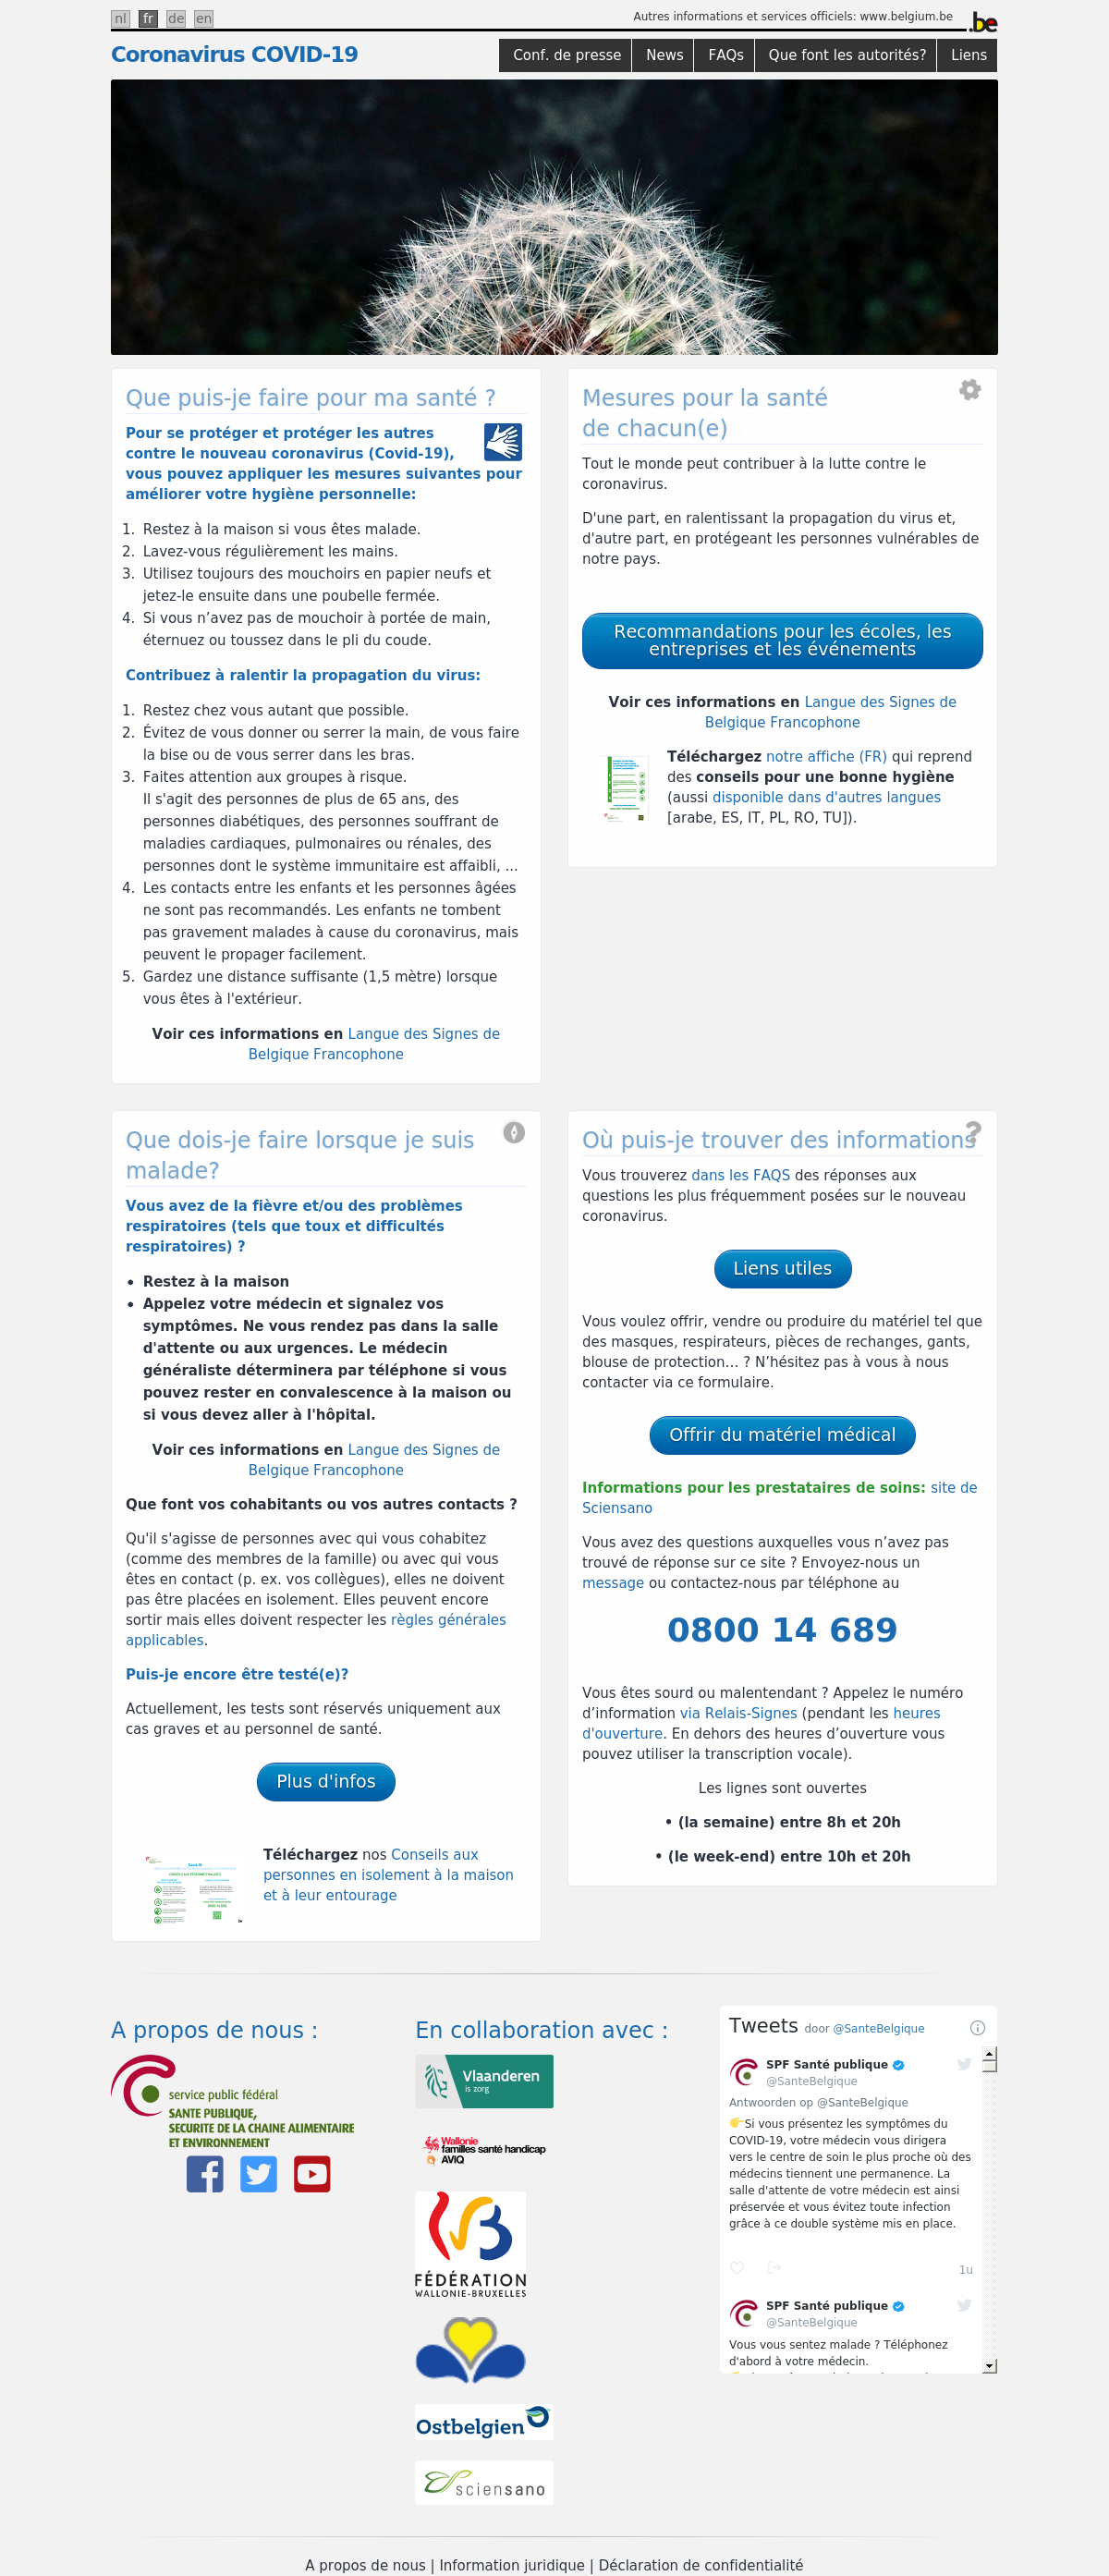 nl fr de en
Autres informations et services officiels: www.belgium.be
.be
Coronavirus COVID-19
Conf. de presse News FAQs Que font les autorités? Liens
Que puis-je faire pour ma santé ?
Pour se protéger et protéger les autres
contre le nouveau coronavirus (Covid-19),
vous pouvez appliquer les mesures suivantes pour
améliorer votre hygiène personnelle:
1. Restez à la maison si vous êtes malade.
2. Lavez-vous régulièrement les mains.
3. Utilisez toujours des mouchoirs en papier neufs et
jetez-le ensuite dans une poubelle fermée.
4. Si vous n’avez pas de mouchoir à portée de main,
éternuez ou toussez dans le pli du coude.
Contribuez à ralentir la propagation du virus:
1. Restez chez vous autant que possible.
2. Évitez de vous donner ou serrer la main, de vous faire
la bise ou de vous serrer dans les bras.
3. Faites attention aux groupes à risque.
Il s'agit des personnes de plus de 65 ans, des
personnes diabétiques, des personnes souffrant de
maladies cardiaques, pulmonaires ou rénales, des
personnes dont le système immunitaire est affaibli, ...
4. Les contacts entre les enfants et les personnes âgées
ne sont pas recommandés. Les enfants ne tombent
pas gravement malades à cause du coronavirus, mais
peuvent le propager facilement.
5. Gardez une distance suffisante (1,5 mètre) lorsque
vous êtes à l'extérieur.
Voir ces informations en Langue des Signes de
Belgique Francophone
Mesures pour la santé
de chacun(e)
Tout le monde peut contribuer à la lutte contre le
coronavirus.
D'une part, en ralentissant la propagation du virus et,
d'autre part, en protégeant les personnes vulnérables de
notre pays.
Recommandations pour les écoles, les
entreprises et les événements
Voir ces informations en Langue des Signes de
Belgique Francophone
Téléchargez notre affiche (FR) qui reprend
des conseils pour une bonne hygiène
(aussi disponible dans d'autres langues
[arabe, ES, IT, PL, RO, TU]).
Que dois-je faire lorsque je suis
malade?
Vous avez de la fièvre et/ou des problèmes
respiratoires (tels que toux et difficultés
respiratoires) ?
• Restez à la maison
• Appelez votre médecin et signalez vos
symptômes. Ne vous rendez pas dans la salle
d'attente ou aux urgences. Le médecin
généraliste déterminera par téléphone si vous
pouvez rester en convalescence à la maison ou
si vous devez aller à l'hôpital.
Voir ces informations en Langue des Signes de
Belgique Francophone
Que font vos cohabitants ou vos autres contacts ?
Qu'il s'agisse de personnes avec qui vous cohabitez
(comme des membres de la famille) ou avec qui vous
êtes en contact (p. ex. vos collègues), elles ne doivent
pas être placées en isolement. Elles peuvent encore
sortir mais elles doivent respecter les règles générales
applicables.
Puis-je encore être testé(e)?
Actuellement, les tests sont réservés uniquement aux
cas graves et au personnel de santé.
Plus d'infos
Téléchargez nos Conseils aux
personnes en isolement à la maison
et à leur entourage
Où puis-je trouver des informations
?
Vous trouverez dans les FAQS des réponses aux
questions les plus fréquemment posées sur le nouveau
coronavirus.
Liens utiles
Vous voulez offrir, vendre ou produire du matériel tel que
des masques, respirateurs, pièces de rechanges, gants,
blouse de protection... ? N’hésitez pas à vous à nous
contacter via ce formulaire.
Offrir du matériel médical
Informations pour les prestataires de soins: site de
Sciensano
Vous avez des questions auxquelles vous n’avez pas
trouvé de réponse sur ce site ? Envoyez-nous un
message ou contactez-nous par téléphone au
0800 14 689
Vous êtes sourd ou malentendant ? Appelez le numéro
d’information via Relais-Signes (pendant les heures
d'ouverture. En dehors des heures d’ouverture vous
pouvez utiliser la transcription vocale).
Les lignes sont ouvertes
• (la semaine) entre 8h et 20h
• (le week-end) entre 10h et 20h
A propos de nous :
service public fédéral
SANTE PUBLIQUE,
SECURITE DE LA CHAINE ALIMENTAIRE
ET ENVIRONNEMENT
En collaboration avec :
Vlaanderen
is zorg
Wallonie
familles santé handicap
AVIQ
FÉDÉRATION
WALLONIE-BRUXELLES
Ostbelgien
sciensano
Tweets door @SanteBelgique
SPF Santé publique
@SanteBelgique
Antwoorden op @SanteBelgique
Si vous présentez les symptômes du
COVID-19, votre médecin vous dirigera
vers le centre de soin le plus proche où des
médecins tiennent une permanence. La
salle d'attente de votre médecin est ainsi
préservée et vous évitez toute infection
grâce à ce double système mis en place.
1u
SPF Santé publique
@SanteBelgique
Vous vous sentez malade ? Téléphonez
d'abord à votre médecin.
A propos de nous | Information juridique | Déclaration de confidentialité